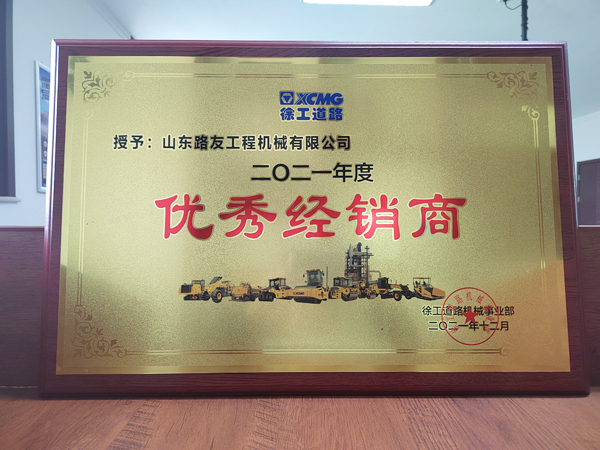 XCMG
徐工道路
授予：山东路友工程机械有限公司
二〇二一年度
优秀经销商
徐工道路机械事业部
二〇二一年十二月